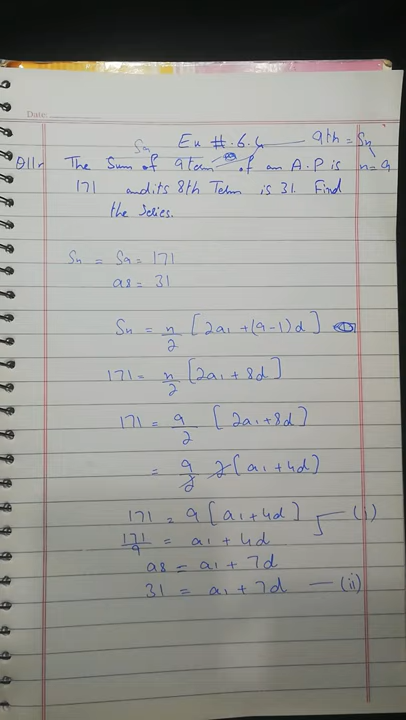 Date:
Ex #.6.4 9th = Sn
S9
Q11r The Sum of 9 term of an A.P is n=9
171 and its 8th Term is 31. Find
the Series.
Sn = S9 = 171
a8 = 31
Sn = n/2 [2a1 + (9-1)d]
171 = n/2 [2a1 + 8d]
171 = 9/2 [2a1 + 8d]
= 9/2 2(a1 + 4d)
171 = 9[a1 + 4d] — (i)
171/9 = a1 + 4d
a8 = a1 + 7d
31 = a1 + 7d — (ii)